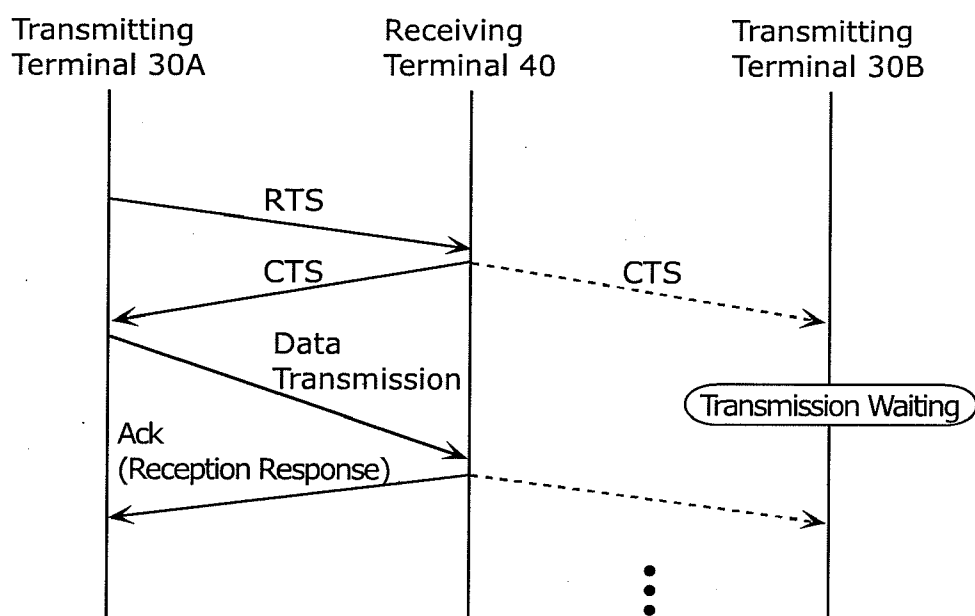 Transmitting
Terminal 30A
Receiving
Terminal 40
Transmitting
Terminal 30B
RTS
CTS
CTS
Data
Transmission
Transmission Waiting
Ack
(Reception Response)